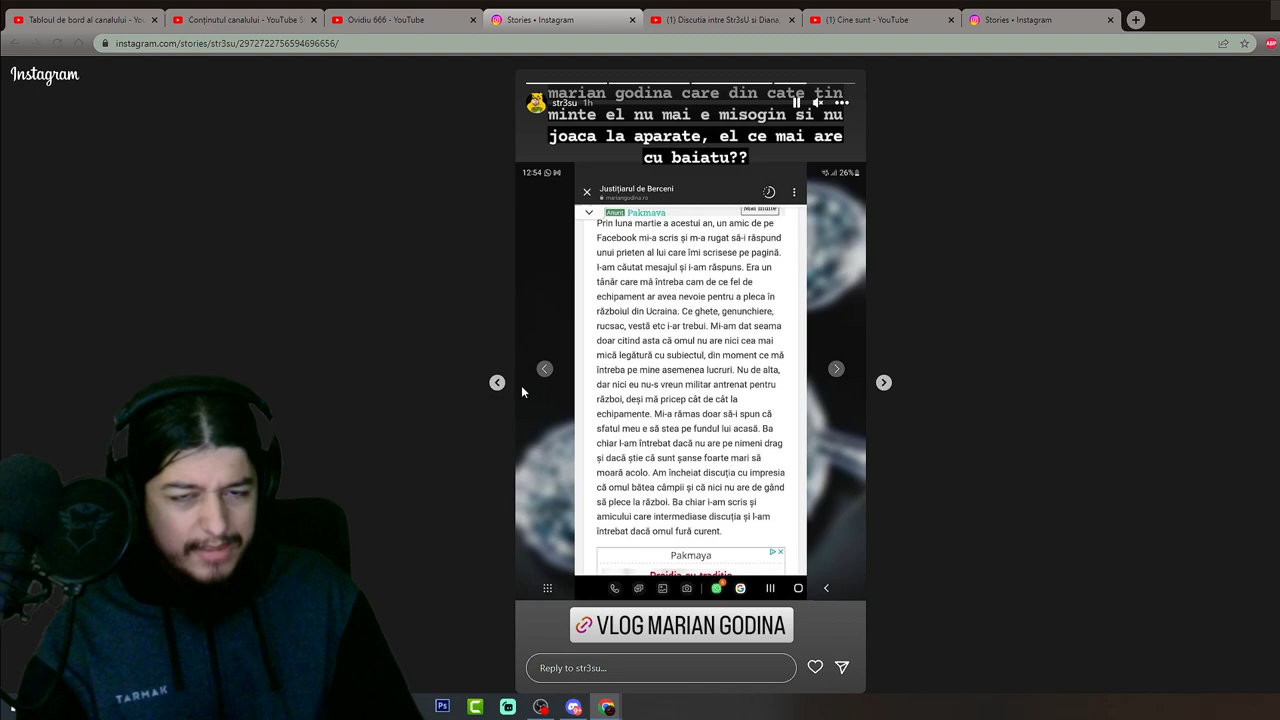 Tabloul de bord al canalului - You
Conținutul canalului - YouTube S
Ovidiu 666 - YouTube
Stories • Instagram
(1) Discutia intre Str3sU si Diana,
(1) Cine sunt - YouTube
Stories • Instagram
instagram.com/stories/str3su/2972722756594696656/
ABP
Instagram
marian godina care din cate tin
str3su 1h
minte el nu mai e misogin si nu
joaca la aparate, el ce mai are
cu baiatu??
12:54
26%
Justițiarul de Berceni
mariangodina.ro
Anunț Pakmaya
Mai multe
Prin luna martie a acestui an, un amic de pe
Facebook mi-a scris și m-a rugat să-i răspund
unui prieten al lui care îmi scrisese pe pagină.
I-am căutat mesajul și i-am răspuns. Era un
tânăr care mă întreba cam de ce fel de
echipament ar avea nevoie pentru a pleca în
războiul din Ucraina. Ce ghete, genunchiere,
rucsac, vestă etc i-ar trebui. Mi-am dat seama
doar citind asta că omul nu are nici cea mai
mică legătură cu subiectul, din moment ce mă
întreba pe mine asemenea lucruri. Nu de alta,
dar nici eu nu-s vreun militar antrenat pentru
război, deși mă pricep cât de cât la
echipamente. Mi-a rămas doar să-i spun că
sfatul meu e să stea pe fundul lui acasă. Ba
chiar l-am întrebat dacă nu are pe nimeni drag
și dacă știe că sunt șanse foarte mari să
moară acolo. Am încheiat discuția cu impresia
că omul bătea câmpii și că nici nu are de gând
să plece la război. Ba chiar i-am scris și
amicului care intermediase discuția și l-am
întrebat dacă omul fură curent.
Pakmaya
VLOG MARIAN GODINA
Reply to str3su...
TARMAK
Ps